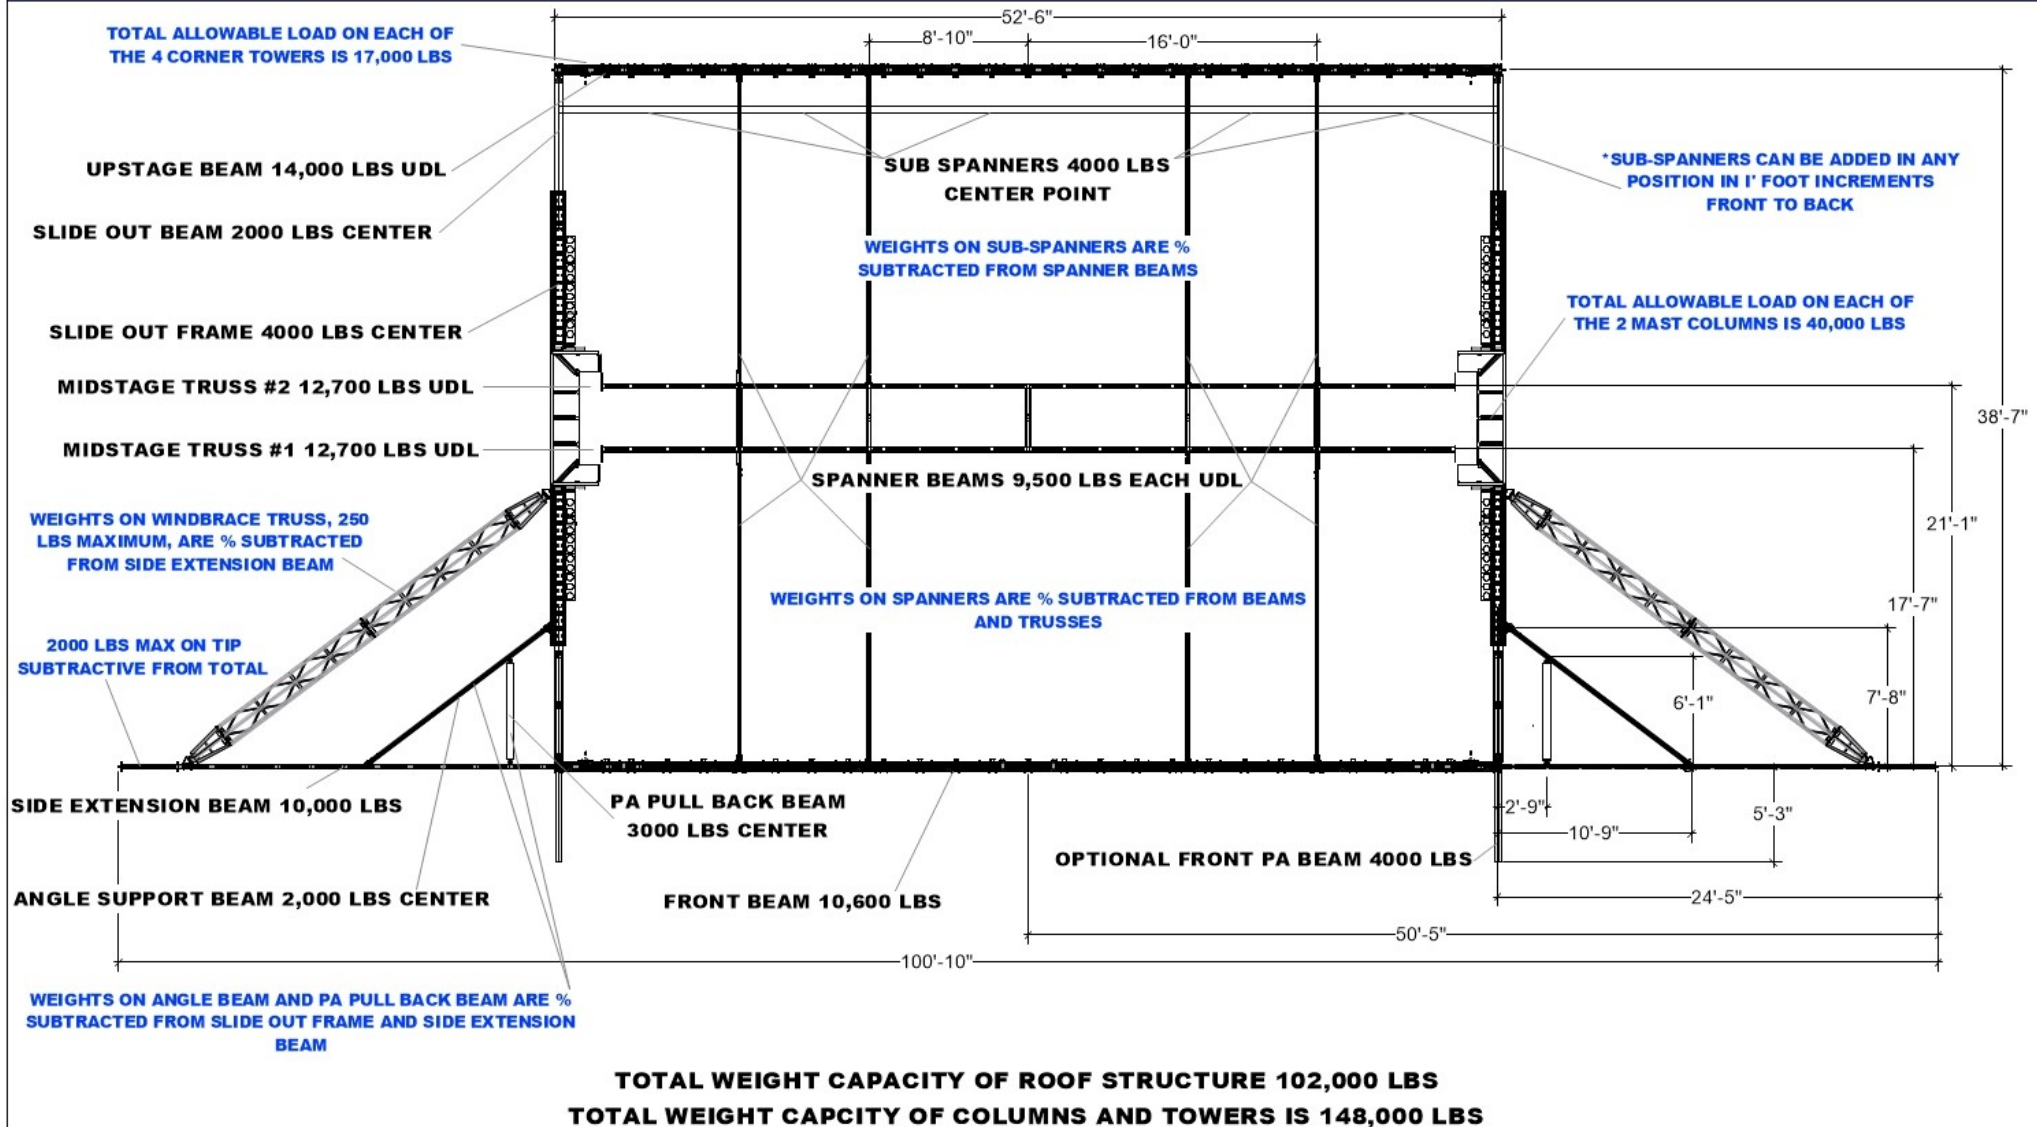 52'-6"
TOTAL ALLOWABLE LOAD ON EACH OF
THE 4 CORNER TOWERS IS 17,000 LBS
8'-10"
16'-0"
UPSTAGE BEAM 14,000 LBS UDL
SUB SPANNERS 4000 LBS
CENTER POINT
*SUB-SPANNERS CAN BE ADDED IN ANY
POSITION IN I' FOOT INCREMENTS
FRONT TO BACK
SLIDE OUT BEAM 2000 LBS CENTER
WEIGHTS ON SUB-SPANNERS ARE %
SUBTRACTED FROM SPANNER BEAMS
SLIDE OUT FRAME 4000 LBS CENTER
TOTAL ALLOWABLE LOAD ON EACH OF
THE 2 MAST COLUMNS IS 40,000 LBS
MIDSTAGE TRUSS #2 12,700 LBS UDL
38'-7"
MIDSTAGE TRUSS #1 12,700 LBS UDL
SPANNER BEAMS 9,500 LBS EACH UDL
WEIGHTS ON WINDBRACE TRUSS, 250
LBS MAXIMUM, ARE % SUBTRACTED
FROM SIDE EXTENSION BEAM
21'-1"
WEIGHTS ON SPANNERS ARE % SUBTRACTED FROM BEAMS
AND TRUSSES
17'-7"
2000 LBS MAX ON TIP
SUBTRACTIVE FROM TOTAL
6'-1"
7'-8"
SIDE EXTENSION BEAM 10,000 LBS
PA PULL BACK BEAM
3000 LBS CENTER
2'-9"
5'-3"
10'-9"
OPTIONAL FRONT PA BEAM 4000 LBS
ANGLE SUPPORT BEAM 2,000 LBS CENTER
FRONT BEAM 10,600 LBS
24'-5"
50'-5"
100'-10"
WEIGHTS ON ANGLE BEAM AND PA PULL BACK BEAM ARE %
SUBTRACTED FROM SLIDE OUT FRAME AND SIDE EXTENSION
BEAM
TOTAL WEIGHT CAPACITY OF ROOF STRUCTURE 102,000 LBS
TOTAL WEIGHT CAPCITY OF COLUMNS AND TOWERS IS 148,000 LBS